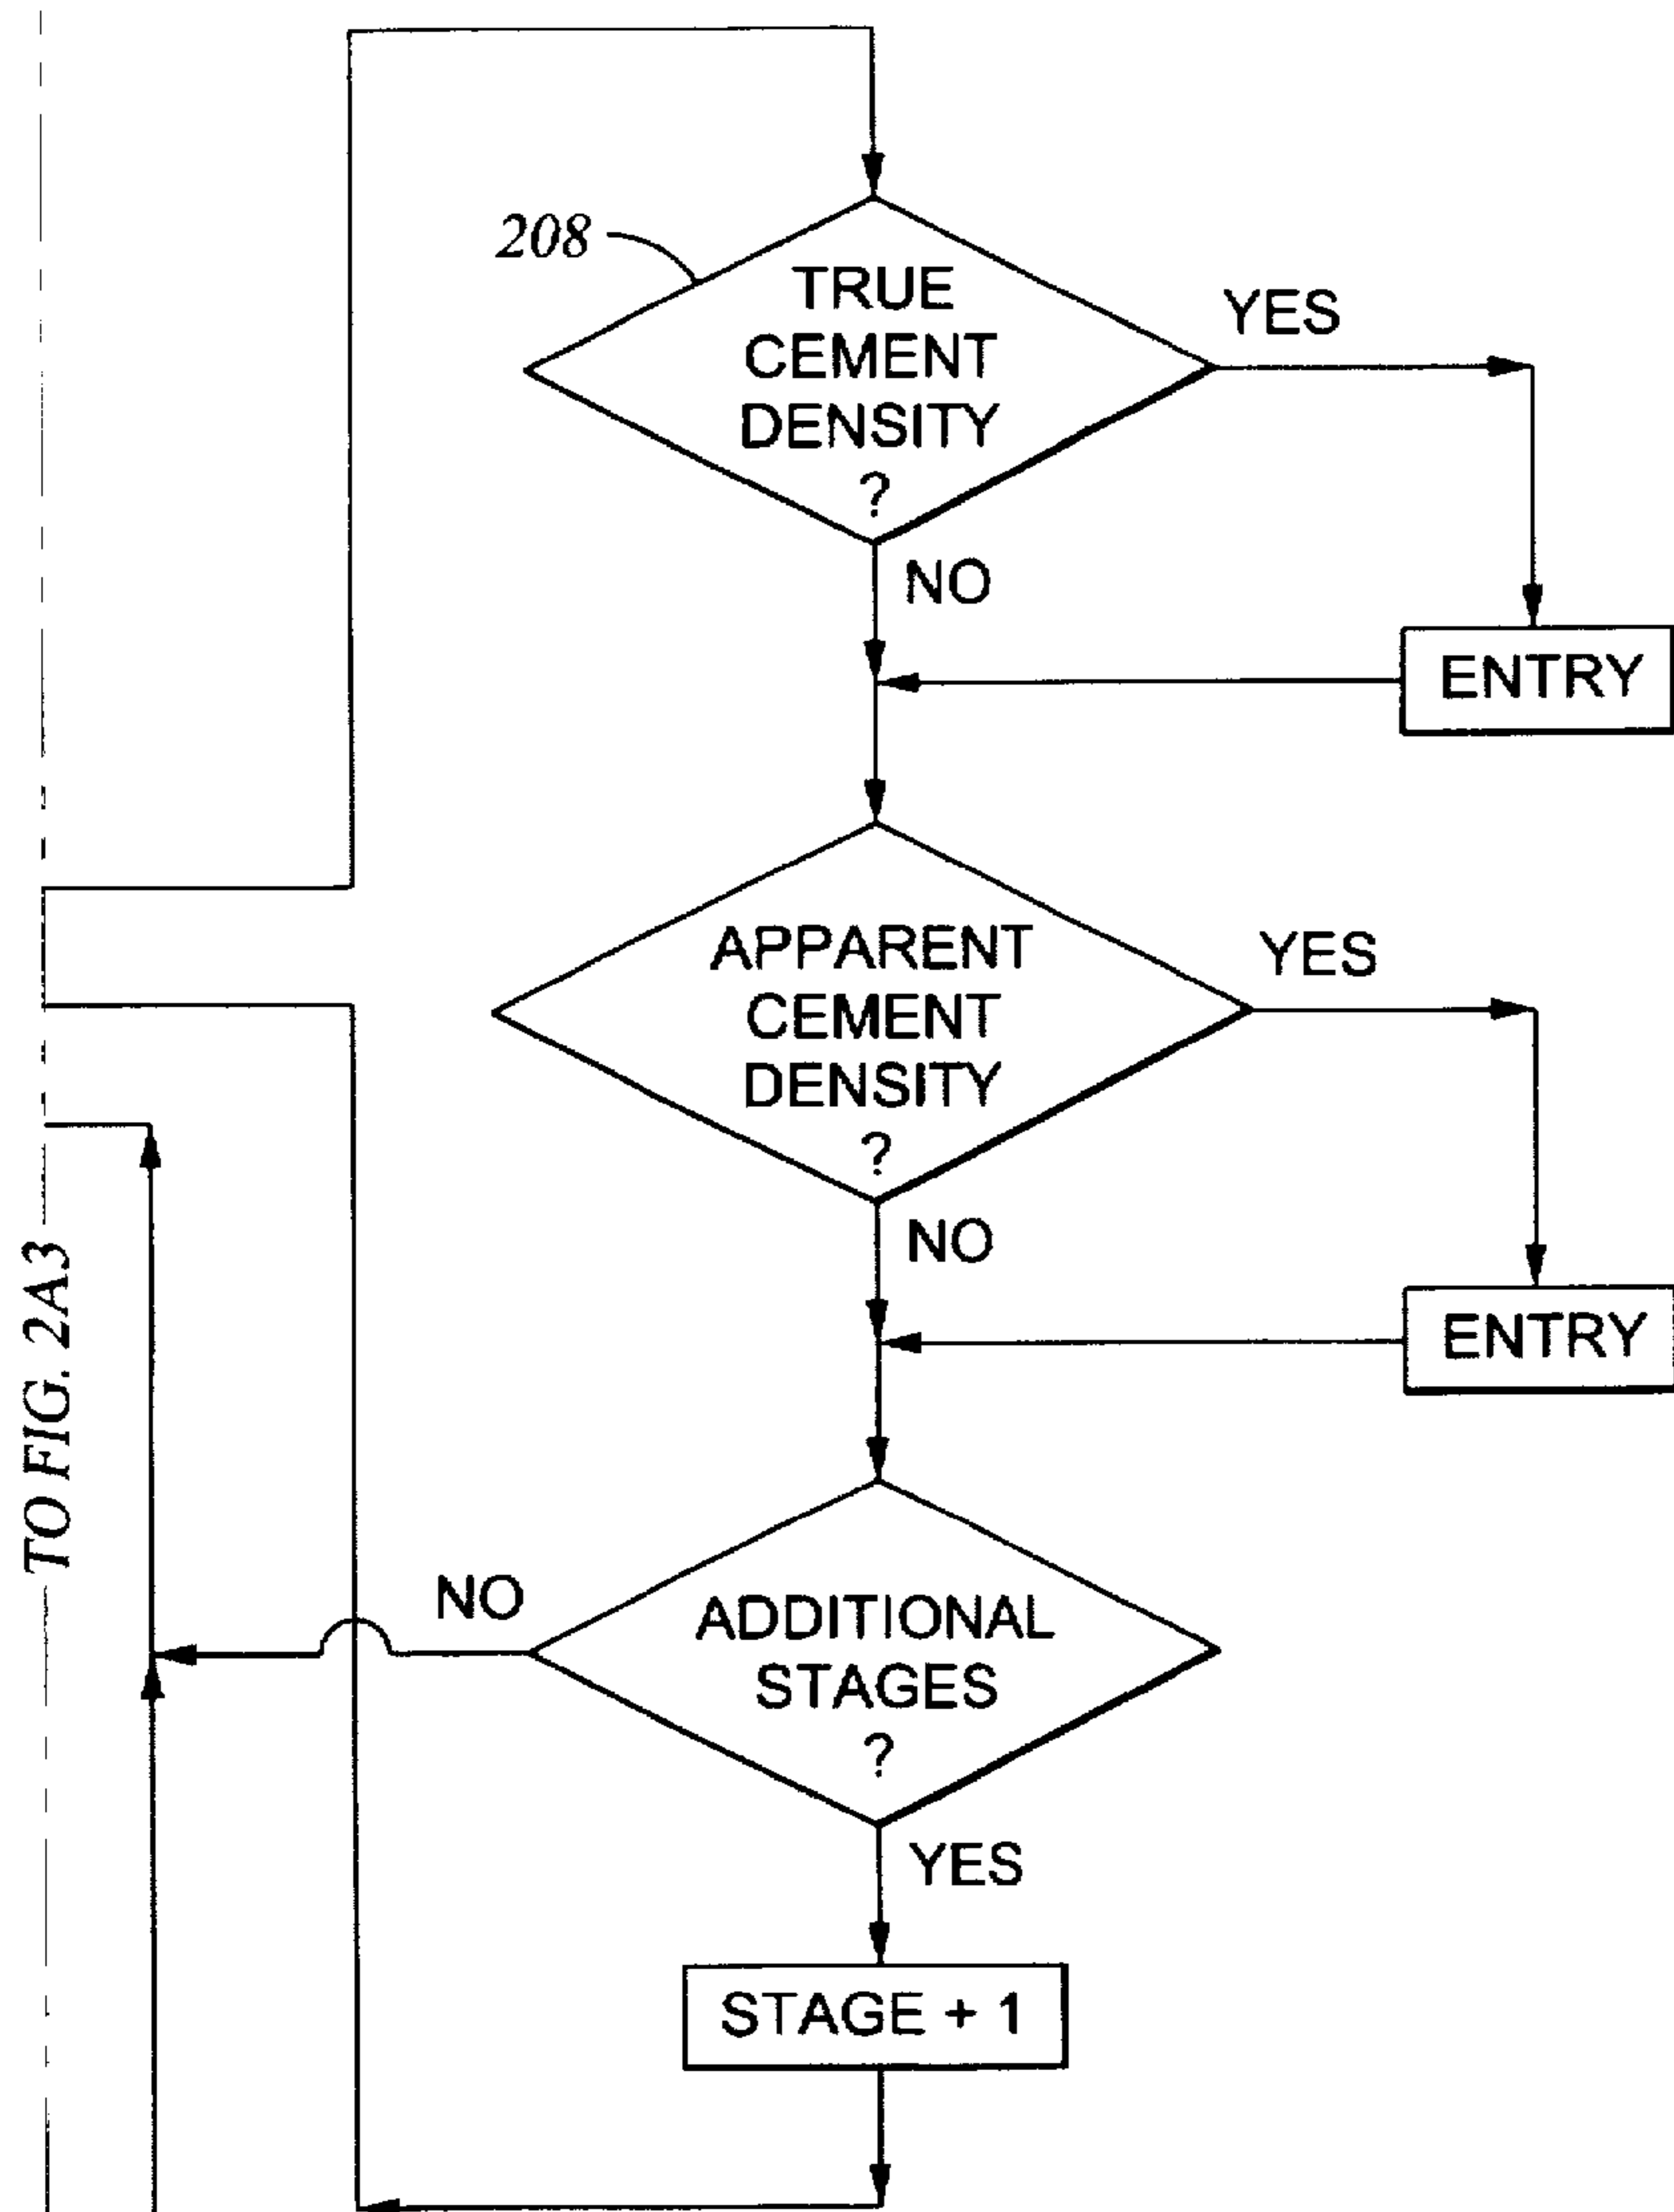 208
TRUE
CEMENT
DENSITY
?
YES
NO
ENTRY
APPARENT
CEMENT
DENSITY
?
YES
NO
ENTRY
TO FIG. 2A3
NO
ADDITIONAL
STAGES
?
YES
STAGE + 1